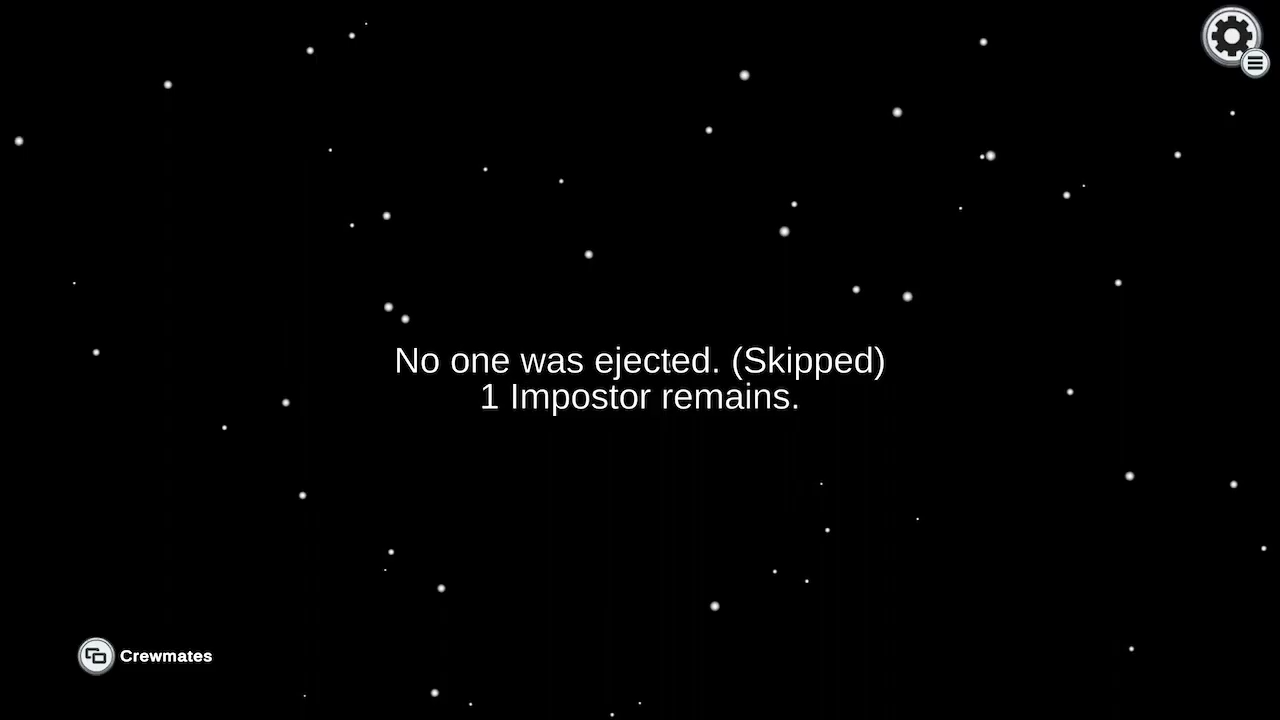 No one was ejected. (Skipped)
1 Impostor remains.
Crewmates